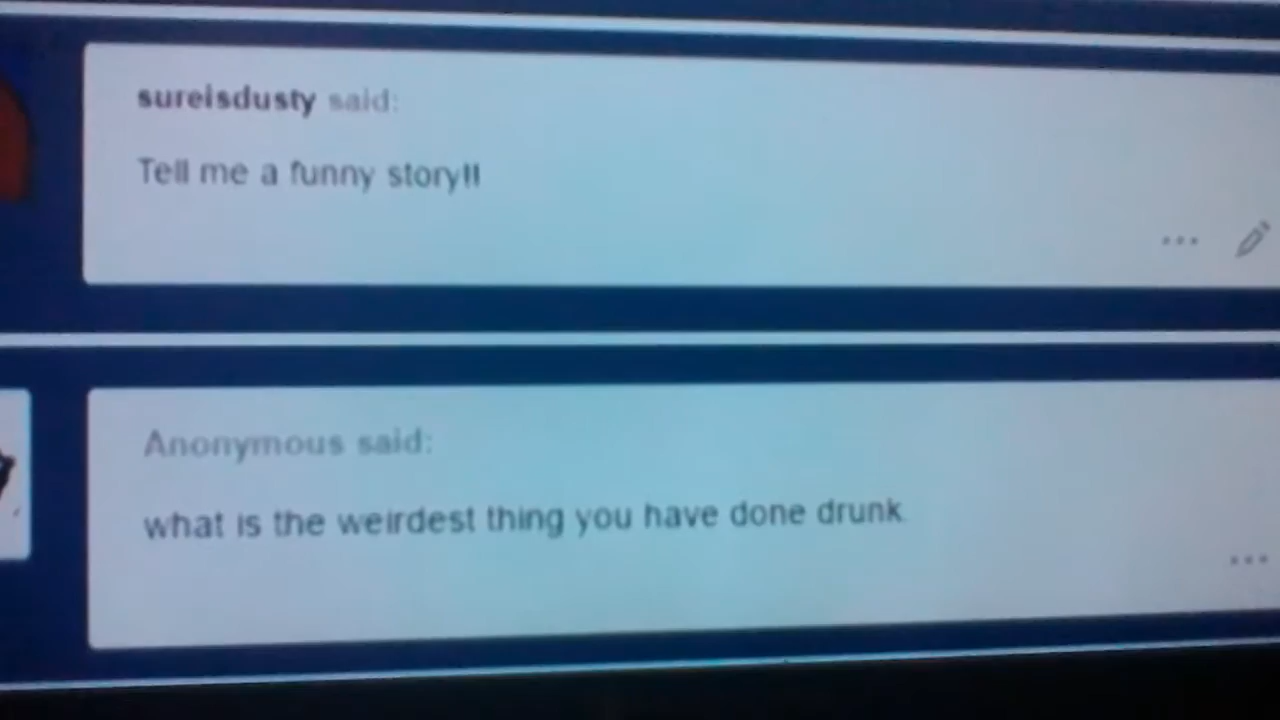 sureisdusty said:
Tell me a funny story!!
Anonymous said:
what is the weirdest thing you have done drunk